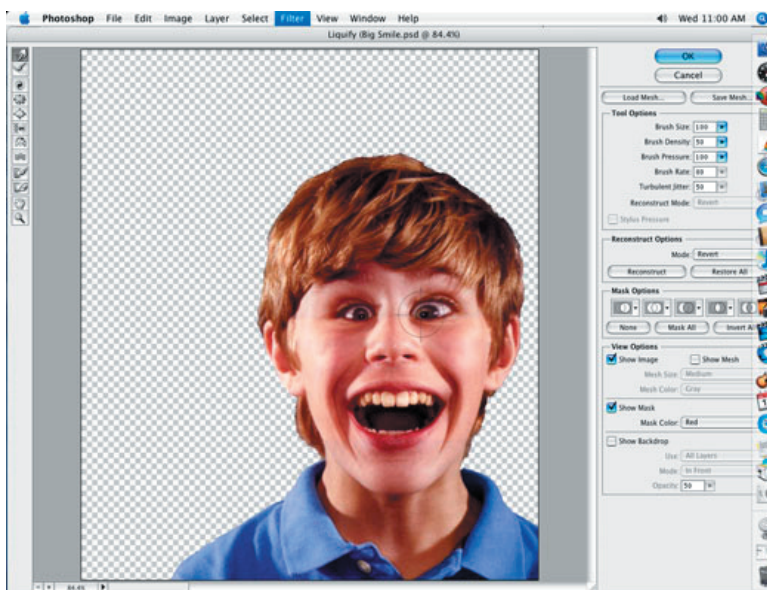 Photoshop File Edit Image Layer Select Filter View Window Help Wed 11:00 AM
Liquify (Big Smile.psd @ 84.4%)
OK
Cancel
Load Mesh... Save Mesh...
Tool Options
Brush Size: 100
Brush Density: 50
Brush Pressure: 100
Brush Rate: 80
Turbulent Jitter: 50
Reconstruct Mode: Revert
Stylus Pressure
Reconstruct Options
Mode: Revert
Reconstruct Restore All
Mask Options
None Mask All Invert All
View Options
Show Image Show Mesh
Mesh Size: Medium
Mesh Color: Gray
Show Mask
Mask Color: Red
Show Backdrop
Use: All Layers
Mode: In Front
Opacity: 50
84.4%